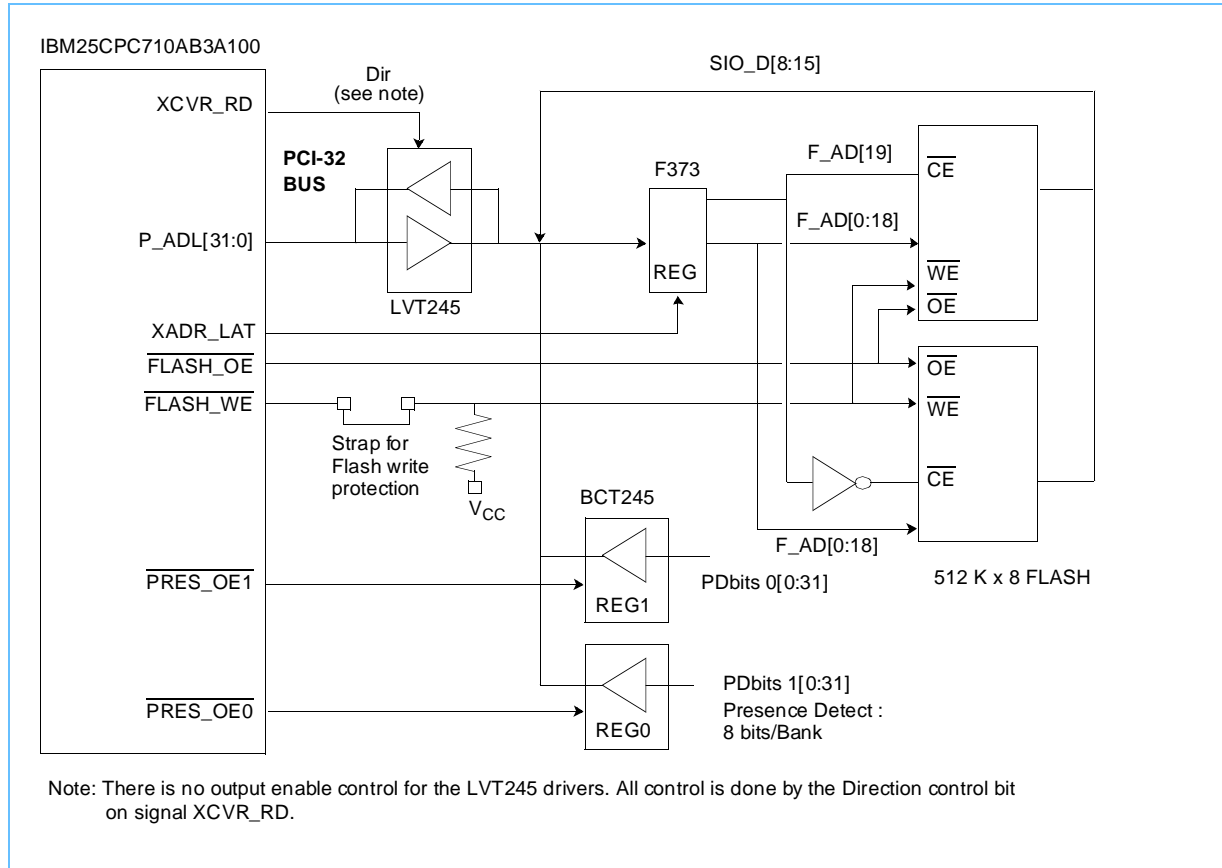 IBM25CPC710AB3A100
SIO_D[8:15]
Dir
(see note)
XCVR_RD
PCI-32
BUS
F373
F_AD[19]
CE
F_AD[0:18]
P_ADL[31:0]
REG
WE
OE
LVT245
XADR_LAT
FLASH_OE
OE
FLASH_WE
WE
Strap for
Flash write
protection
VCC
BCT245
CE
F_AD[0:18]
512 K x 8 FLASH
PRES_OE1
REG1
PDbits 0[0:31]
PRES_OE0
REG0
PDbits 1[0:31]
Presence Detect :
8 bits/Bank
Note: There is no output enable control for the LVT245 drivers. All control is done by the Direction control bit
on signal XCVR_RD.